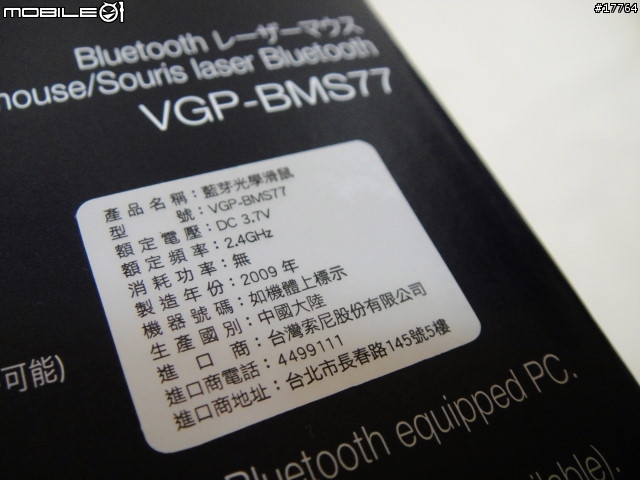 MOBILE01
#17764
Bluetooth レーザーマウス
mouse/Souris laser Bluetooth
VGP-BMS77
產品名稱：藍芽光學滑鼠
型號：VGP-BMS77
額定電壓：DC 3.7V
額定頻率：2.4GHz
消耗功率：無
製造年份：2009 年
機器號碼：如機體上標示
生產國別：中國大陸
進口商：台灣索尼股份有限公司
進口商電話：4499111
進口商地址：台北市長春路145號5樓
可能)
Bluetooth equipped PC.